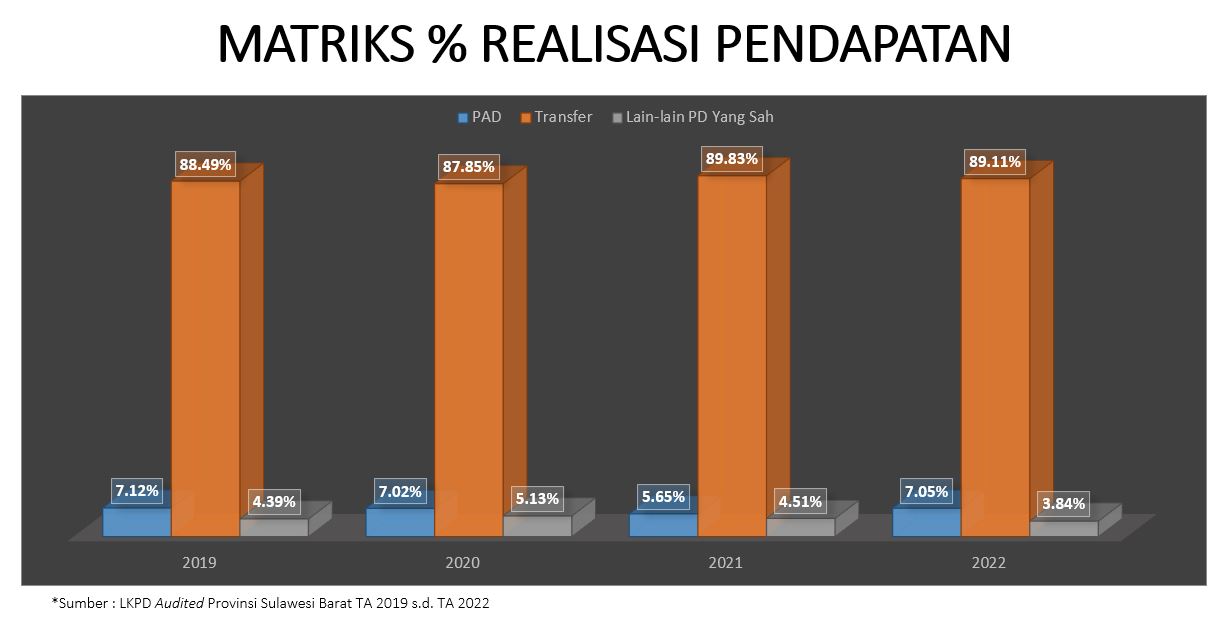 MATRIKS % REALISASI PENDAPATAN
PAD Transfer Lain-lain PD Yang Sah
88.49% 87.85% 89.83% 89.11%
7.12% 4.39% 7.02% 5.13% 5.65% 4.51% 7.05% 3.84%
2019 2020 2021 2022
*Sumber : LKPD Audited Provinsi Sulawesi Barat TA 2019 s.d. TA 2022